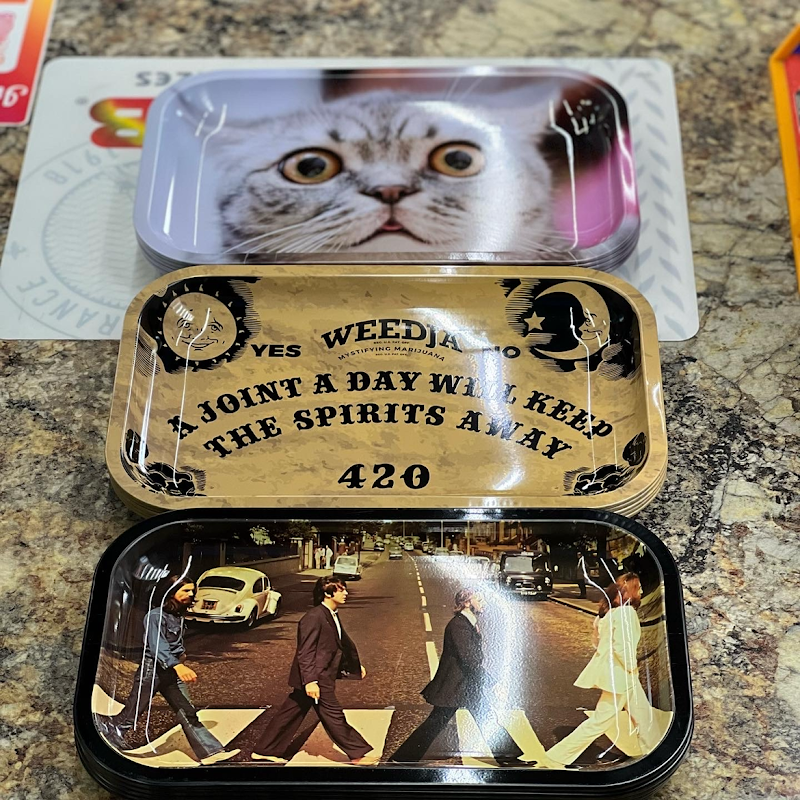 WEEDJA
YES
NO
MYSTIFYING MARIJUANA
A JOINT A DAY WILL KEEP
THE SPIRITS AWAY
420